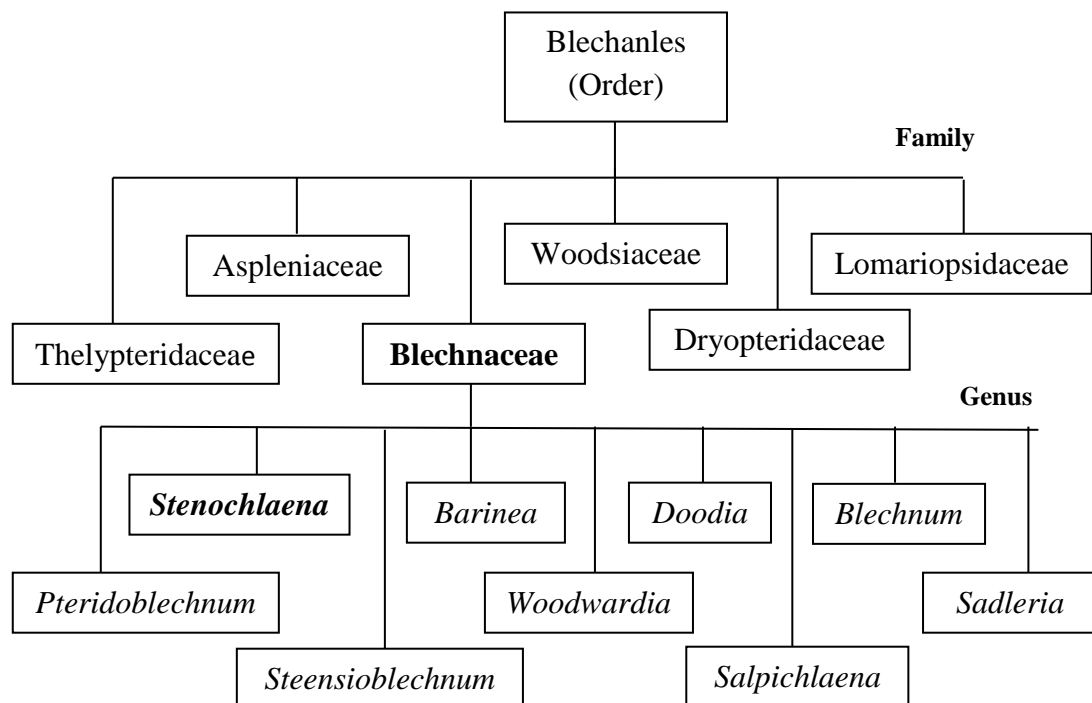 Blechanles
(Order)
Family
Aspleniaceae
Woodsiaceae
Lomariopsidaceae
Thelypteridaceae
Blechnaceae
Dryopteridaceae
Genus
Stenochlaena
Barinea
Doodia
Blechnum
Pteridoblechnum
Woodwardia
Sadleria
Steensioblechnum
Salpichlaena